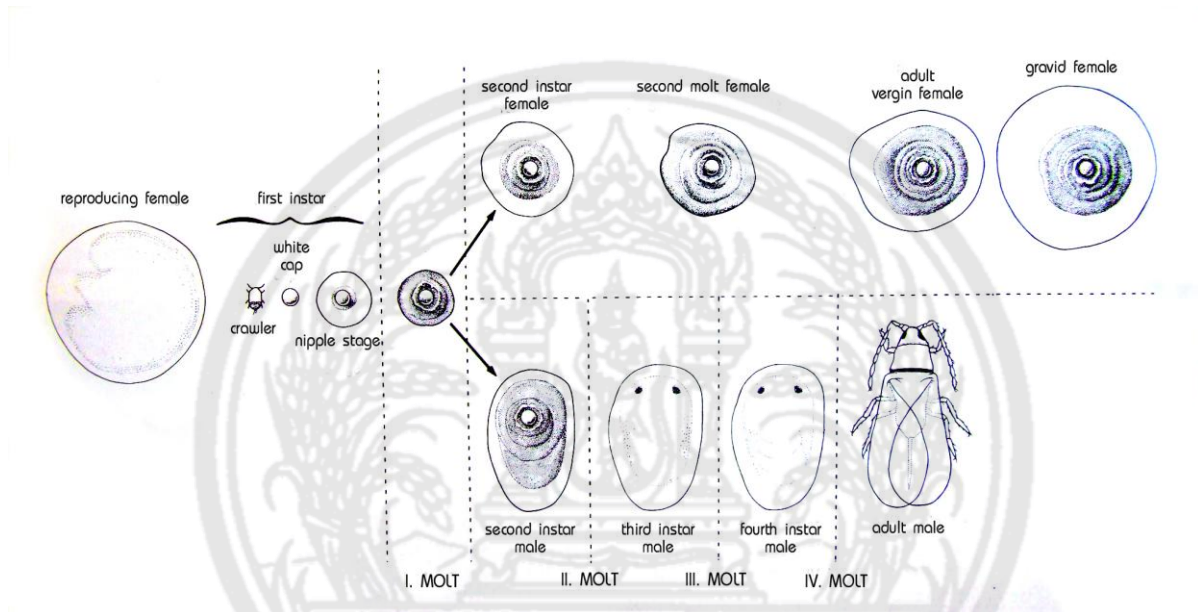 reproducing female
first instar
white
cap
crawler
nipple stage
second instar
female
second molt female
adult
vergin female
gravid female
second instar
male
third instar
male
fourth instar
male
adult male
I. MOLT
II. MOLT
III. MOLT
IV. MOLT